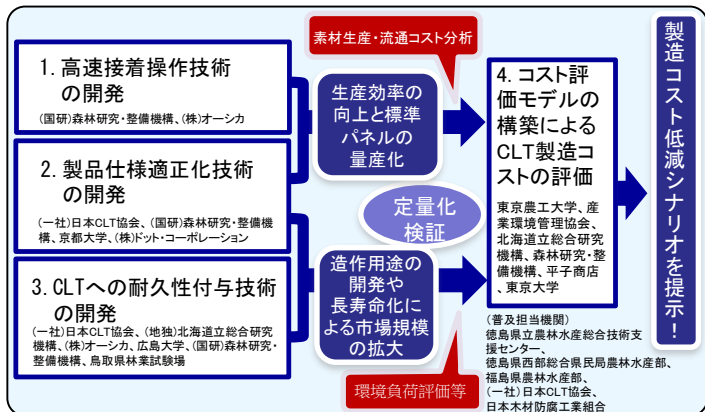 素材生産・流通コスト分析
1. 高速接着操作技術
の開発
(国研)森林研究・整備機構、(株)オーシカ
2. 製品仕様適正化技術
の開発
(一社)日本CLT協会、(国研)森林研究・整備機
構、京都大学、(株)ドット・コーポレーション
3. CLTへの耐久性付与技術
の開発
(一社)日本CLT協会、(地独)北海道立総合研究
機構、(株)オーシカ、広島大学、(国研)森林研究・
整備機構、鳥取県林業試験場
生産効率の
向上と標準
パネルの
量産化
定量化
検証
造作用途の
開発や
長寿命化に
よる市場規模
の拡大
環境負荷評価等
4. コスト評
価モデルの
構築による
CLT製造コ
ストの評価
東京農工大学、産
業環境管理協会、
北海道立総合研究
機構、森林研究・整
備機構、平子商店
、東京大学
(普及担当機関)
徳島県立農林水産総合技術支
援センター、
徳島県西部総合県民局農林水産部、
福島県農林水産部、
(一社)日本CLT協会、
日本木材防腐工業組合
製造コスト低減シナリオを提示！